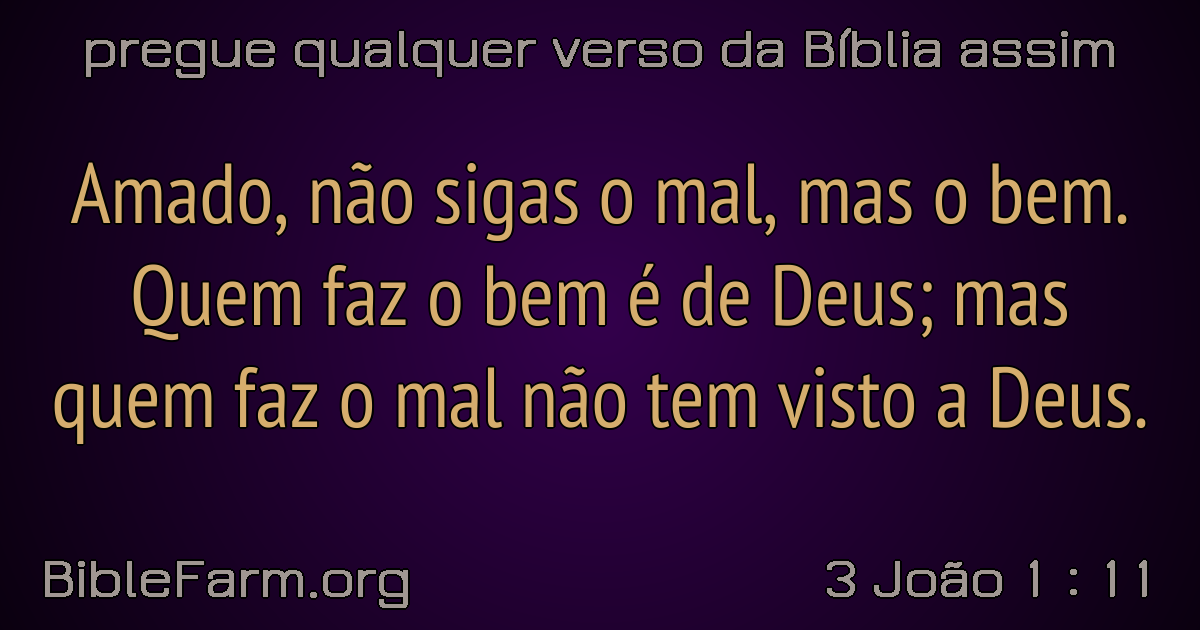 pregue qualquer verso da Bíblia assim
Amado, não sigas o mal, mas o bem.
Quem faz o bem é de Deus; mas
quem faz o mal não tem visto a Deus.
BibleFarm.org
3 João 1 : 11